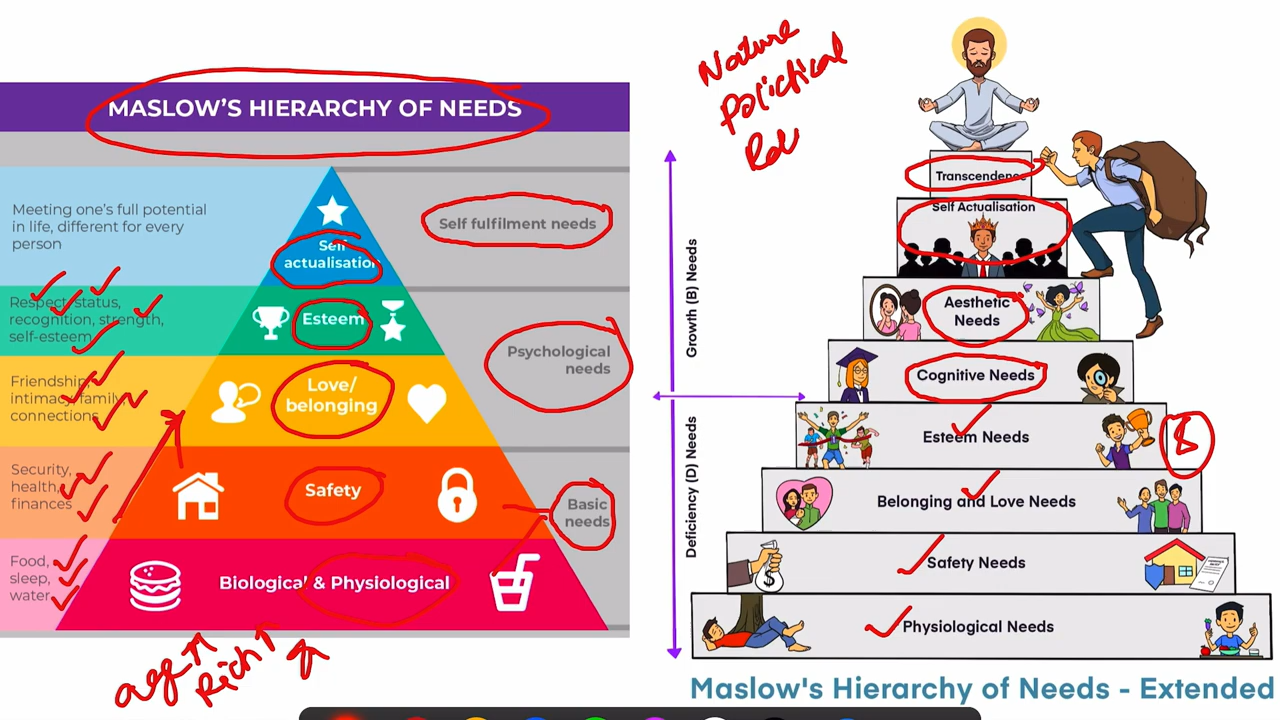 MASLOW'S HIERARCHY OF NEEDS
Meeting one's full potential
in life, different for every
person
Self
actualisation
Self fulfilment needs
Respect, status,
recognition, strength,
self-esteem
Esteem
Psychological
needs
Friendship,
intimacy, family,
connections
Love/
belonging
Security,
health,
finances
Safety
Basic
needs
Food,
sleep,
water
Biological & Physiological
age
Rich
Nature
Political
Transcendence
Self Actualisation
Aesthetic
Needs
Cognitive Needs
Esteem Needs
8
Belonging and Love Needs
Safety Needs
Physiological Needs
Growth (B) Needs
Deficiency (D) Needs
$
Maslow's Hierarchy of Needs - Extended